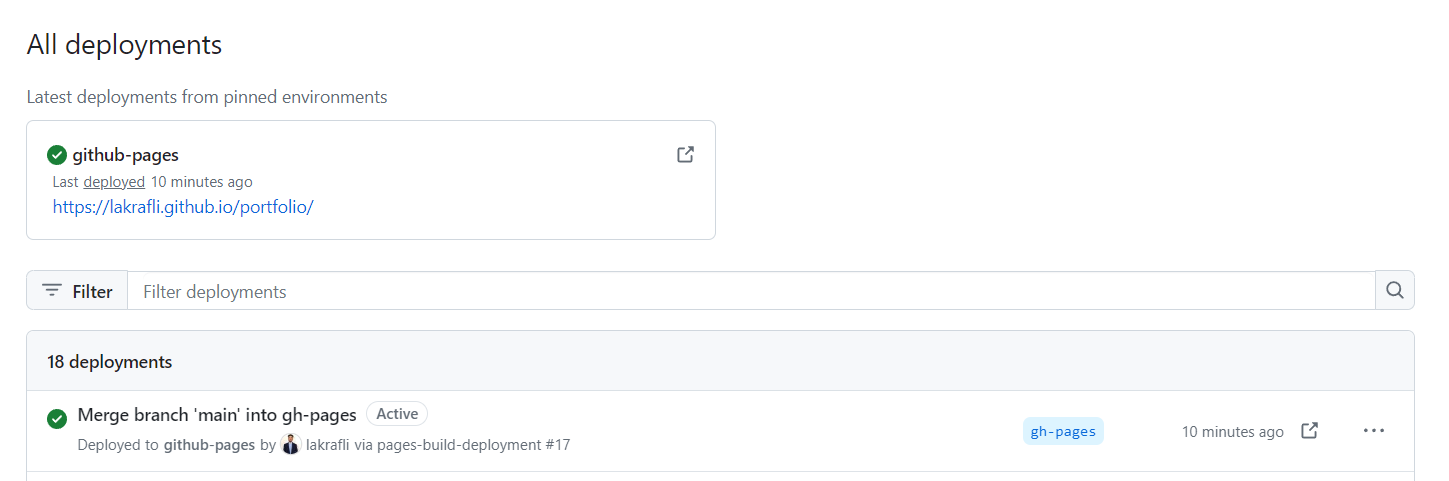 All deployments
Latest deployments from pinned environments
github-pages
Last deployed 10 minutes ago
https://lakrafli.github.io/portfolio/
Filter
Filter deployments
18 deployments
Merge branch 'main' into gh-pages Active
Deployed to github-pages by lakrafli via pages-build-deployment #17
gh-pages
10 minutes ago